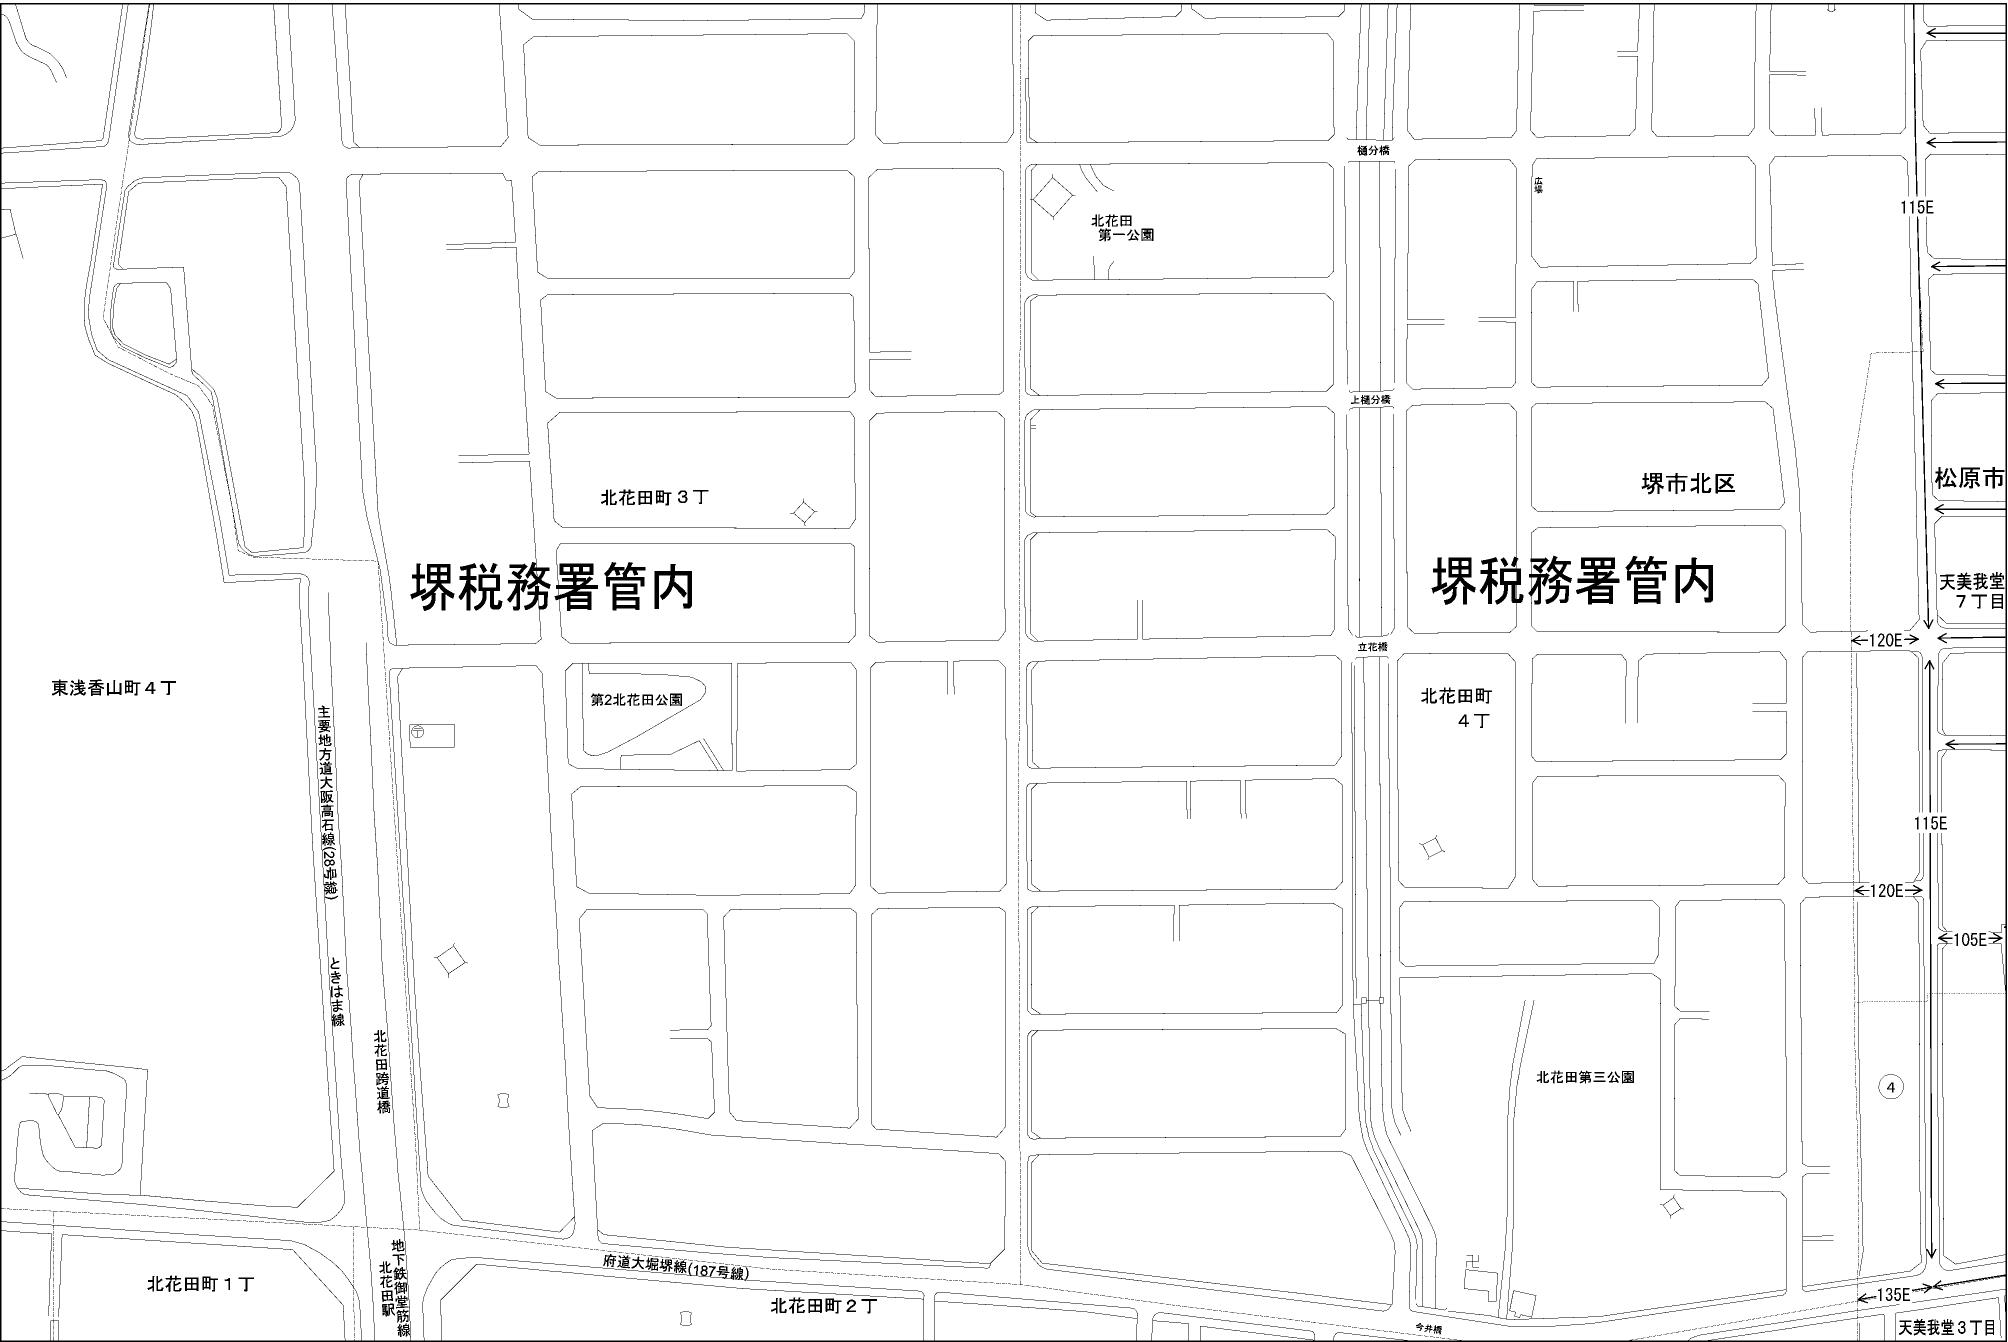 樋分橋
広場
115E
北花田
第一公園
上樋分橋
松原市
堺市北区
北花田町３丁
堺税務署管内
堺税務署管内
天美我堂
７丁目
120E
立花橋
東浅香山町４丁
第2北花田公園
北花田町
４丁
主要地方道大阪高石線(28号線)
115E
120E
105E
ときはま線
北花田跨道橋
北花田第三公園
4
地下鉄御堂筋線
北花田駅
府道大堀堺線(187号線)
北花田町１丁
北花田町２丁
135E
今井橋
天美我堂３丁目